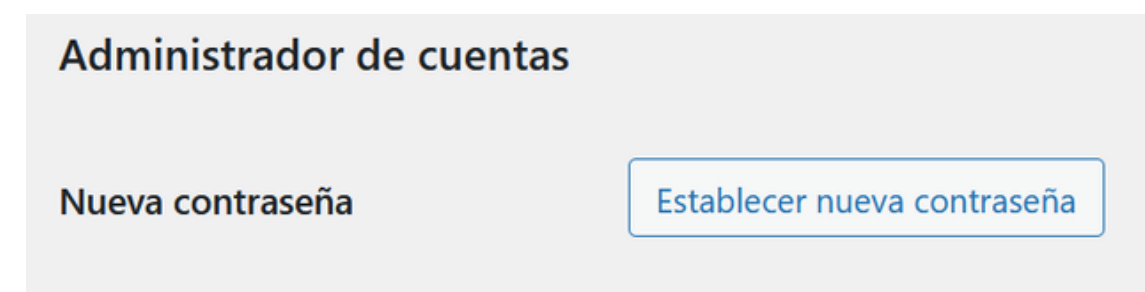 Administrador de cuentas
Nueva contraseña
Establecer nueva contraseña